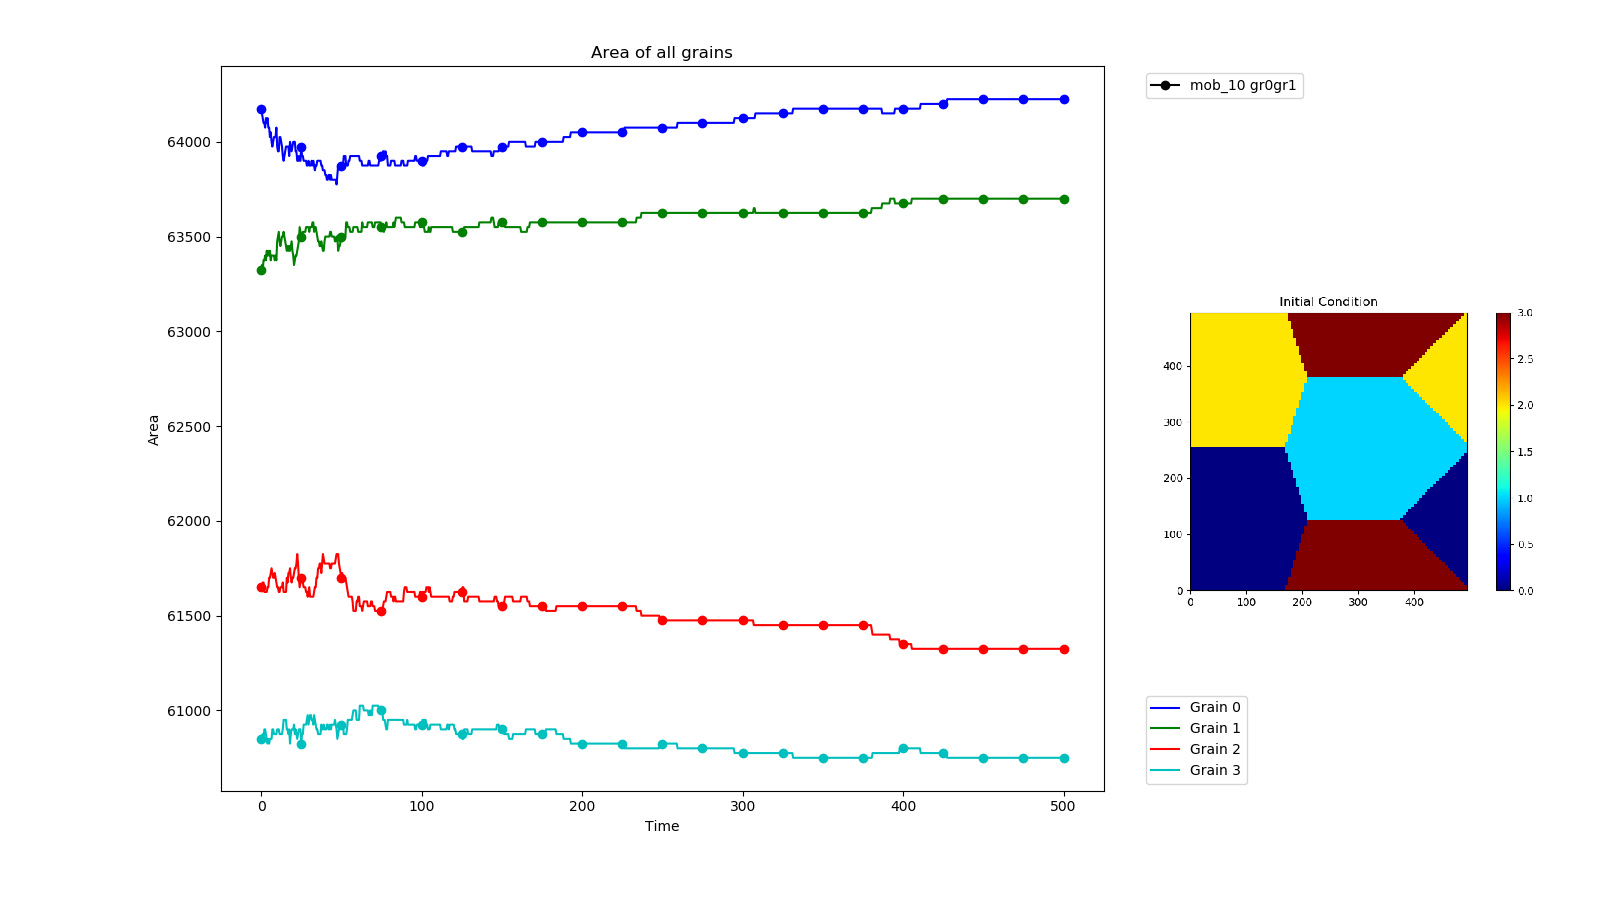 Area of all grains
mob_10 gr0gr1
64000
63500
63000
62500
62000
61500
61000
Area
0 100 200 300 400 500
Time
Initial Condition
400
300
200
100
0
0 100 200 300 400
3.0
2.5
2.0
1.5
1.0
0.5
0.0
Grain 0
Grain 1
Grain 2
Grain 3